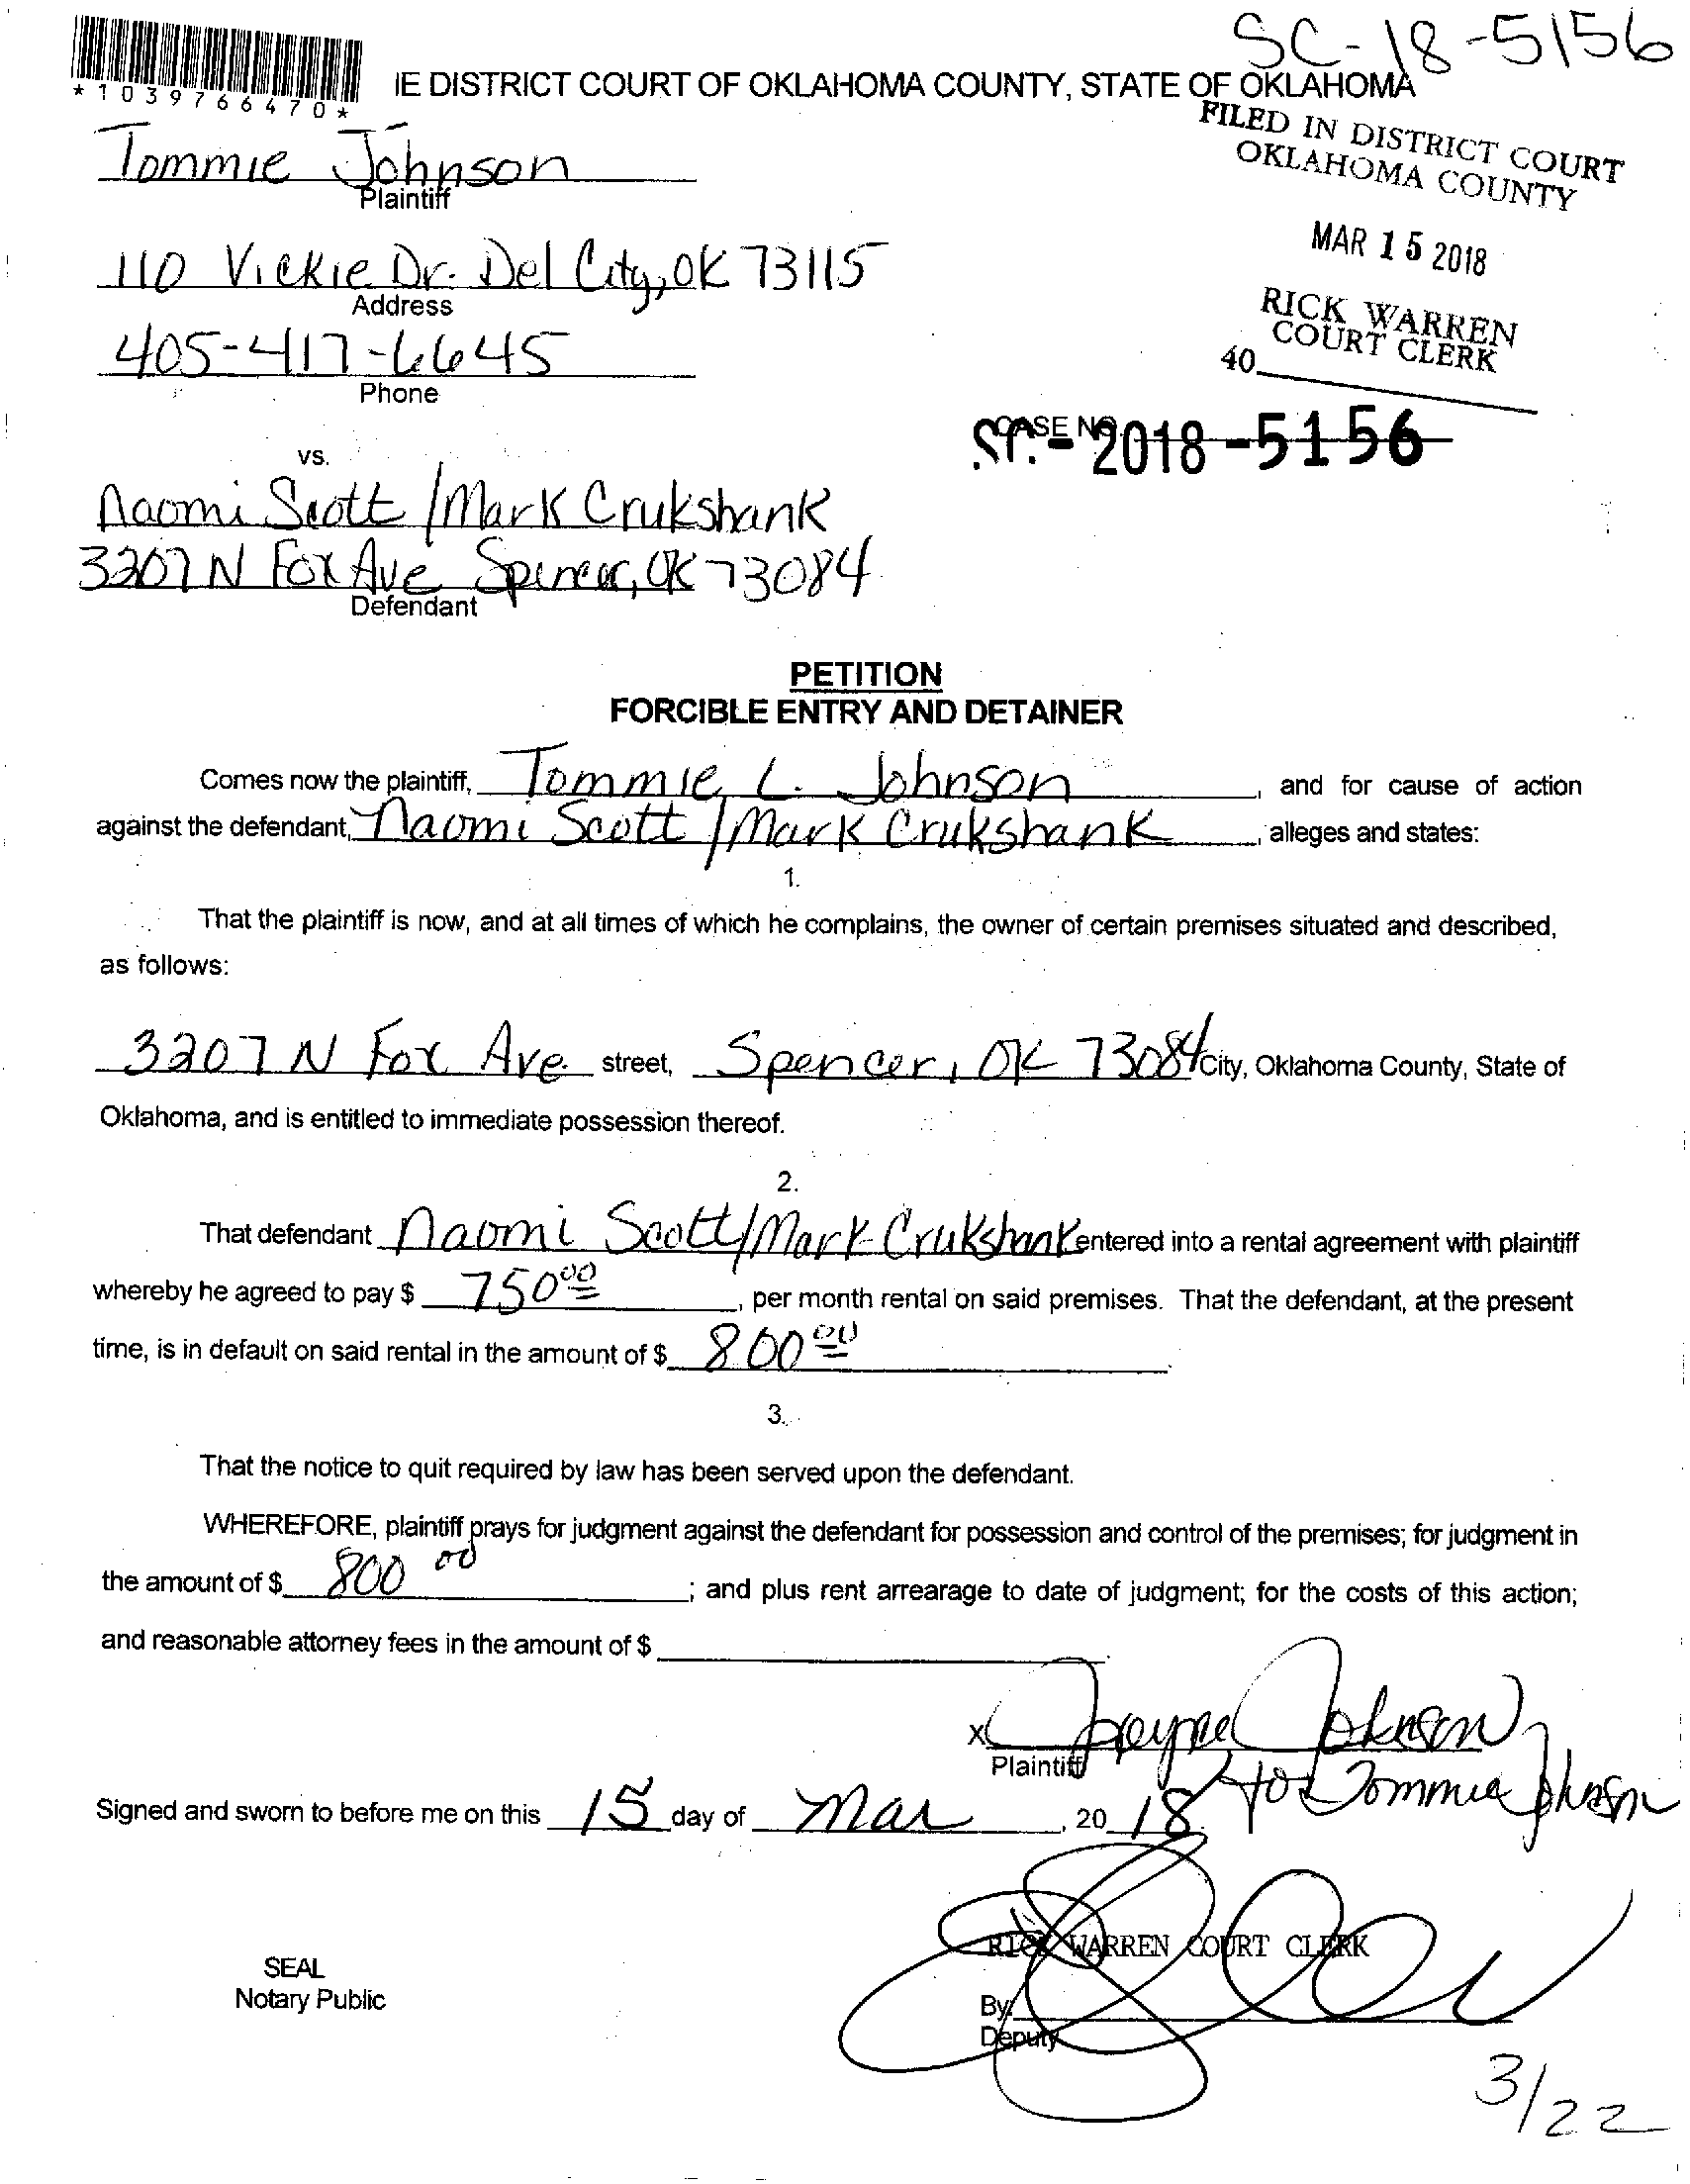 SC-18-5156
*1039766470*
IE DISTRICT COURT OF OKLAHOMA COUNTY, STATE OF OKLAHOMA
FILED IN DISTRICT COURT
OKLAHOMA COUNTY
Tommie Johnson
Plaintiff
MAR 15 2018
110 Vickie Dr. Del City, OK 73115
Address
RICK WARREN
COURT CLERK
405-417-6645
Phone
40
CASE NO.
SC-2018-5156
vs.
Naomi Scott / Mark Crukshank
3207 N Fox Ave Spencer, OK 73084
Defendant
PETITION
FORCIBLE ENTRY AND DETAINER
Comes now the plaintiff, Tommie L. Johnson, and for cause of action
against the defendant, Naomi Scott / Mark Crukshank, alleges and states:
1.
That the plaintiff is now, and at all times of which he complains, the owner of certain premises situated and described,
as follows:
3207 N Fox Ave. street, Spencer, OK 73084 City, Oklahoma County, State of
Oklahoma, and is entitled to immediate possession thereof.
2.
That defendant Naomi Scott/Mark Crukshank entered into a rental agreement with plaintiff
whereby he agreed to pay $ 750.00, per month rental on said premises. That the defendant, at the present
time, is in default on said rental in the amount of $ 800.00.
3.
That the notice to quit required by law has been served upon the defendant.
WHEREFORE, plaintiff prays for judgment against the defendant for possession and control of the premises; for judgment in
the amount of $ 800 00; and plus rent arrearage to date of judgment; for the costs of this action;
and reasonable attorney fees in the amount of $
X Johnson
Plaintiff for Tommie Johnson
Signed and sworn to before me on this 15 day of Mar, 20 18.
RICK WARREN COURT CLERK
SEAL
Notary Public
By:
Deputy
3/22